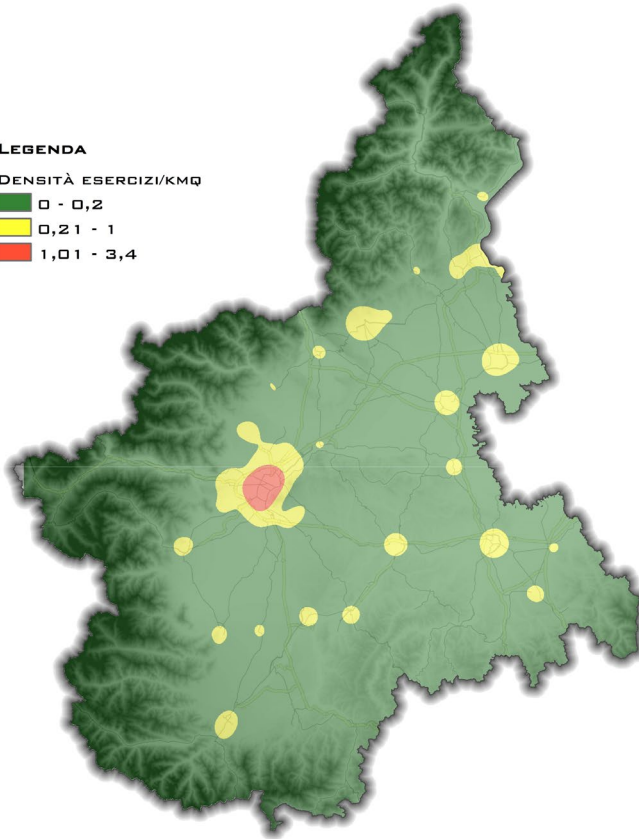 LEGENDA
DENSITÀ ESERCIZI/KMQ
0 - 0,2
0,21 - 1
1,01 - 3,4